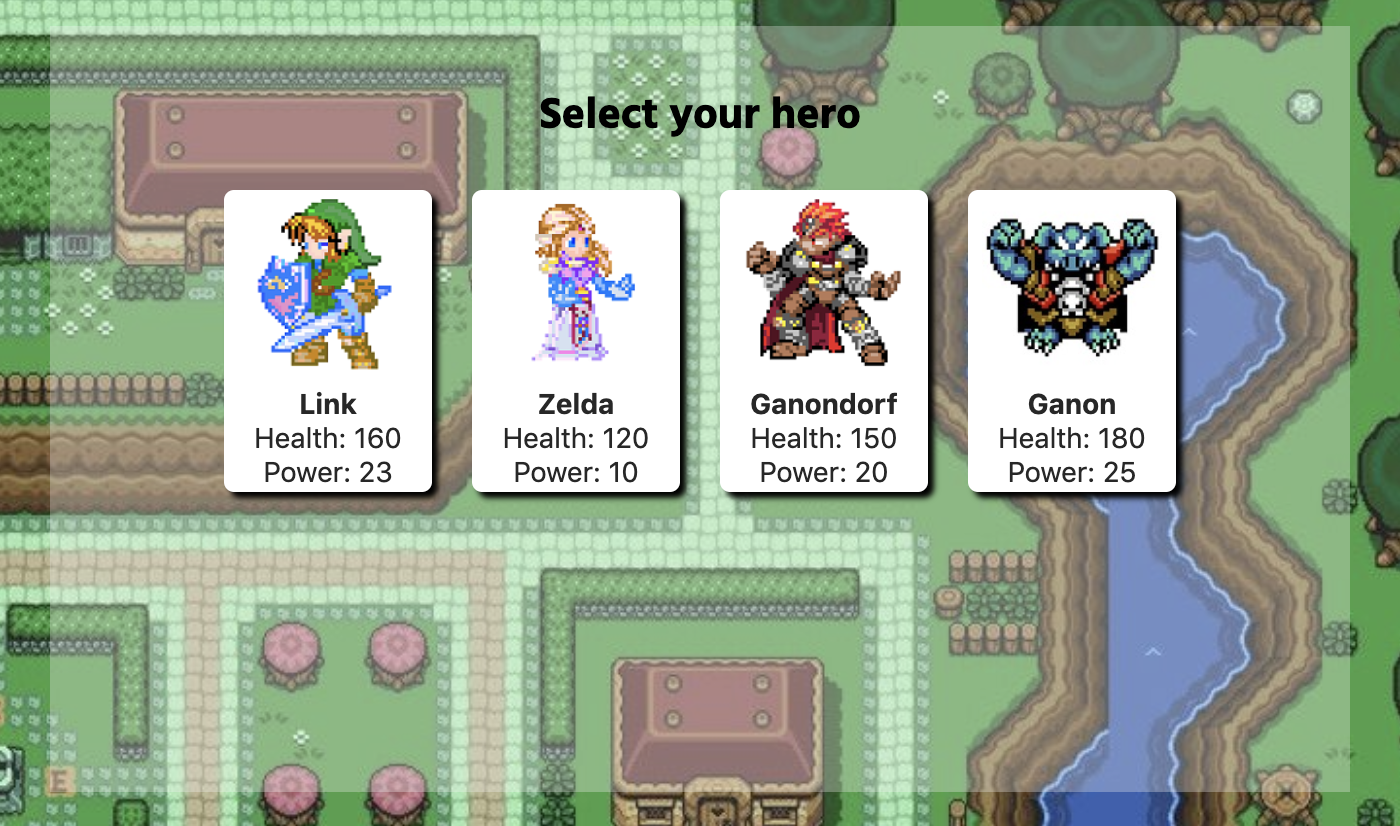 Select your hero
Link
Health: 160
Power: 23
Zelda
Health: 120
Power: 10
Ganondorf
Health: 150
Power: 20
Ganon
Health: 180
Power: 25
E